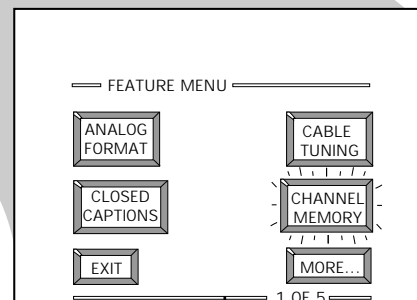 FEATURE MENU
ANALOG
FORMAT
CABLE
TUNING
CLOSED
CAPTIONS
CHANNEL
MEMORY
EXIT
MORE...
1 OF 5